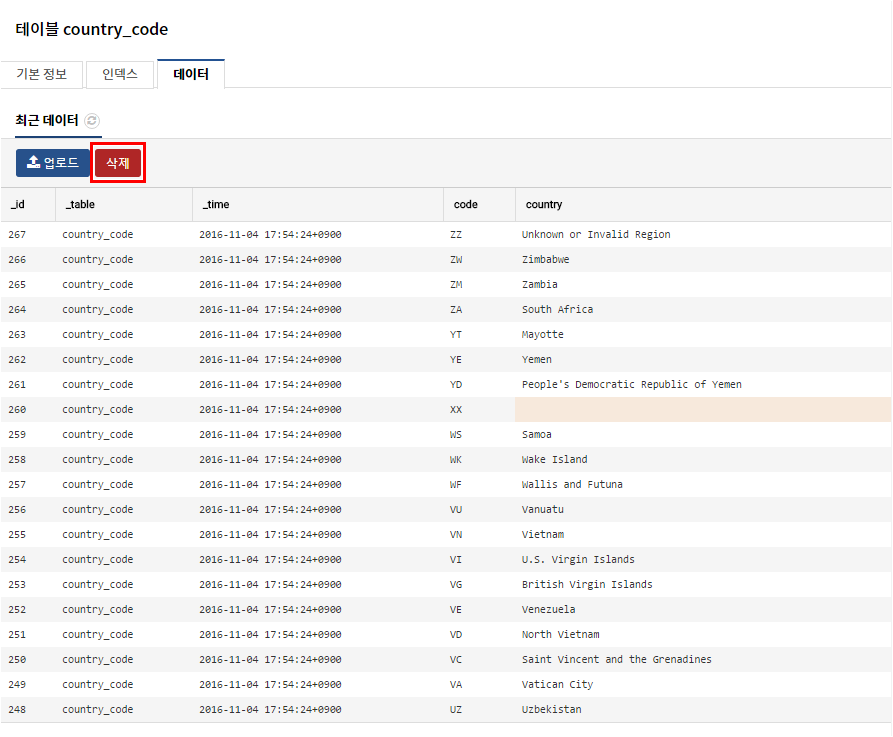 테이블 country_code
기본 정보 인덱스 데이터
최근 데이터
업로드 삭제
_id _table _time code country
267 country_code 2016-11-04 17:54:24+0900 ZZ Unknown or Invalid Region
266 country_code 2016-11-04 17:54:24+0900 ZW Zimbabwe
265 country_code 2016-11-04 17:54:24+0900 ZM Zambia
264 country_code 2016-11-04 17:54:24+0900 ZA South Africa
263 country_code 2016-11-04 17:54:24+0900 YT Mayotte
262 country_code 2016-11-04 17:54:24+0900 YE Yemen
261 country_code 2016-11-04 17:54:24+0900 YD People's Democratic Republic of Yemen
260 country_code 2016-11-04 17:54:24+0900 XX
259 country_code 2016-11-04 17:54:24+0900 WS Samoa
258 country_code 2016-11-04 17:54:24+0900 WK Wake Island
257 country_code 2016-11-04 17:54:24+0900 WF Wallis and Futuna
256 country_code 2016-11-04 17:54:24+0900 VU Vanuatu
255 country_code 2016-11-04 17:54:24+0900 VN Vietnam
254 country_code 2016-11-04 17:54:24+0900 VI U.S. Virgin Islands
253 country_code 2016-11-04 17:54:24+0900 VG British Virgin Islands
252 country_code 2016-11-04 17:54:24+0900 VE Venezuela
251 country_code 2016-11-04 17:54:24+0900 VD North Vietnam
250 country_code 2016-11-04 17:54:24+0900 VC Saint Vincent and the Grenadines
249 country_code 2016-11-04 17:54:24+0900 VA Vatican City
248 country_code 2016-11-04 17:54:24+0900 UZ Uzbekistan